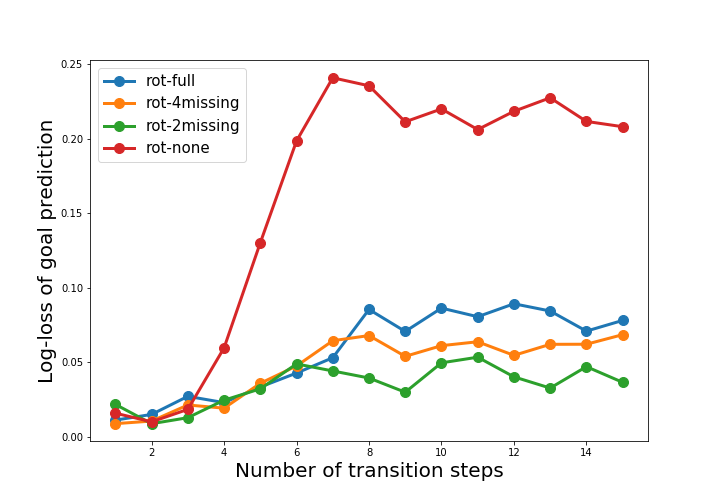 0.25
0.20
0.15
0.10
0.05
0.00
Log-loss of goal prediction
rot-full
rot-4missing
rot-2missing
rot-none
2 4 6 8 10 12 14
Number of transition steps